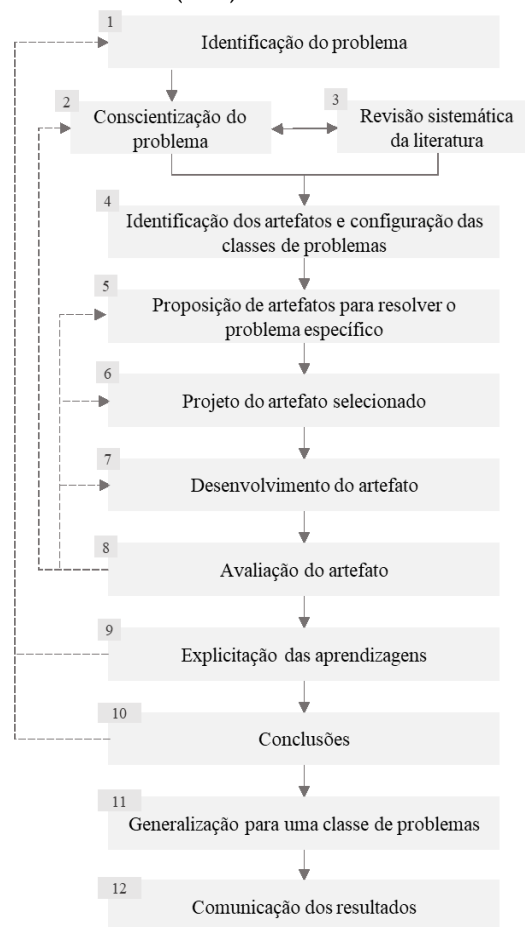 1
Identificação do problema
2
Conscientização do
problema
3
Revisão sistemática
da literatura
4
Identificação dos artefatos e configuração das
classes de problemas
5
Proposição de artefatos para resolver o
problema específico
6
Projeto do artefato selecionado
7
Desenvolvimento do artefato
8
Avaliação do artefato
9
Explicitação das aprendizagens
10
Conclusões
11
Generalização para uma classe de problemas
12
Comunicação dos resultados